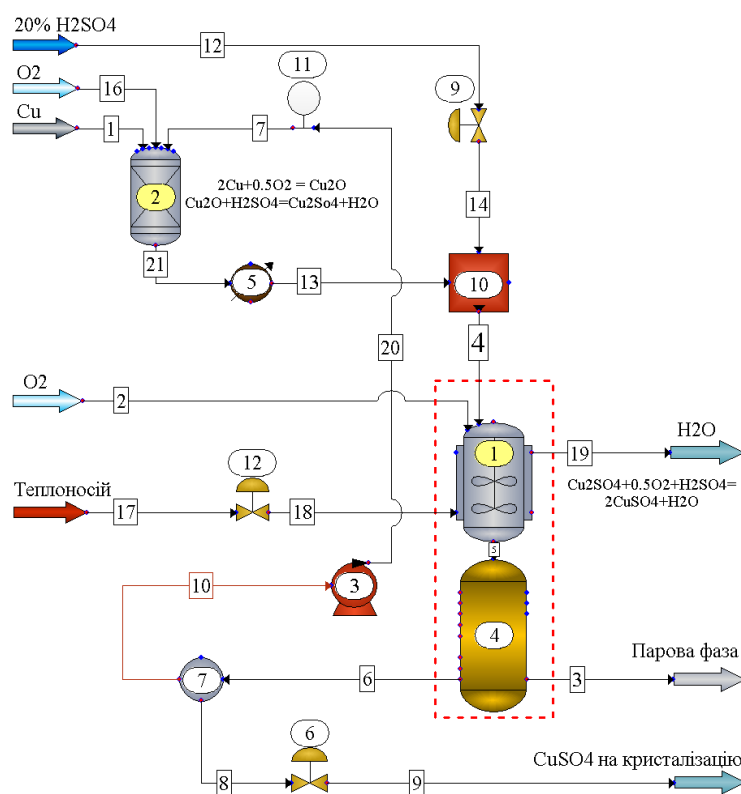 20% H2SO4
12
O2
16
11
9
Cu
1
7
2
2Cu+0.5O2 = Cu2O
Cu2O+H2SO4=Cu2So4+H2O
14
21
5
13
10
20
4
O2
2
1
19
H2O
12
Cu2SO4+0.5O2+H2SO4=
2CuSO4+H2O
Теплоносій
17
18
5
10
3
4
Парова фаза
7
6
3
6
CuSO4 на кристалізацію
8
9